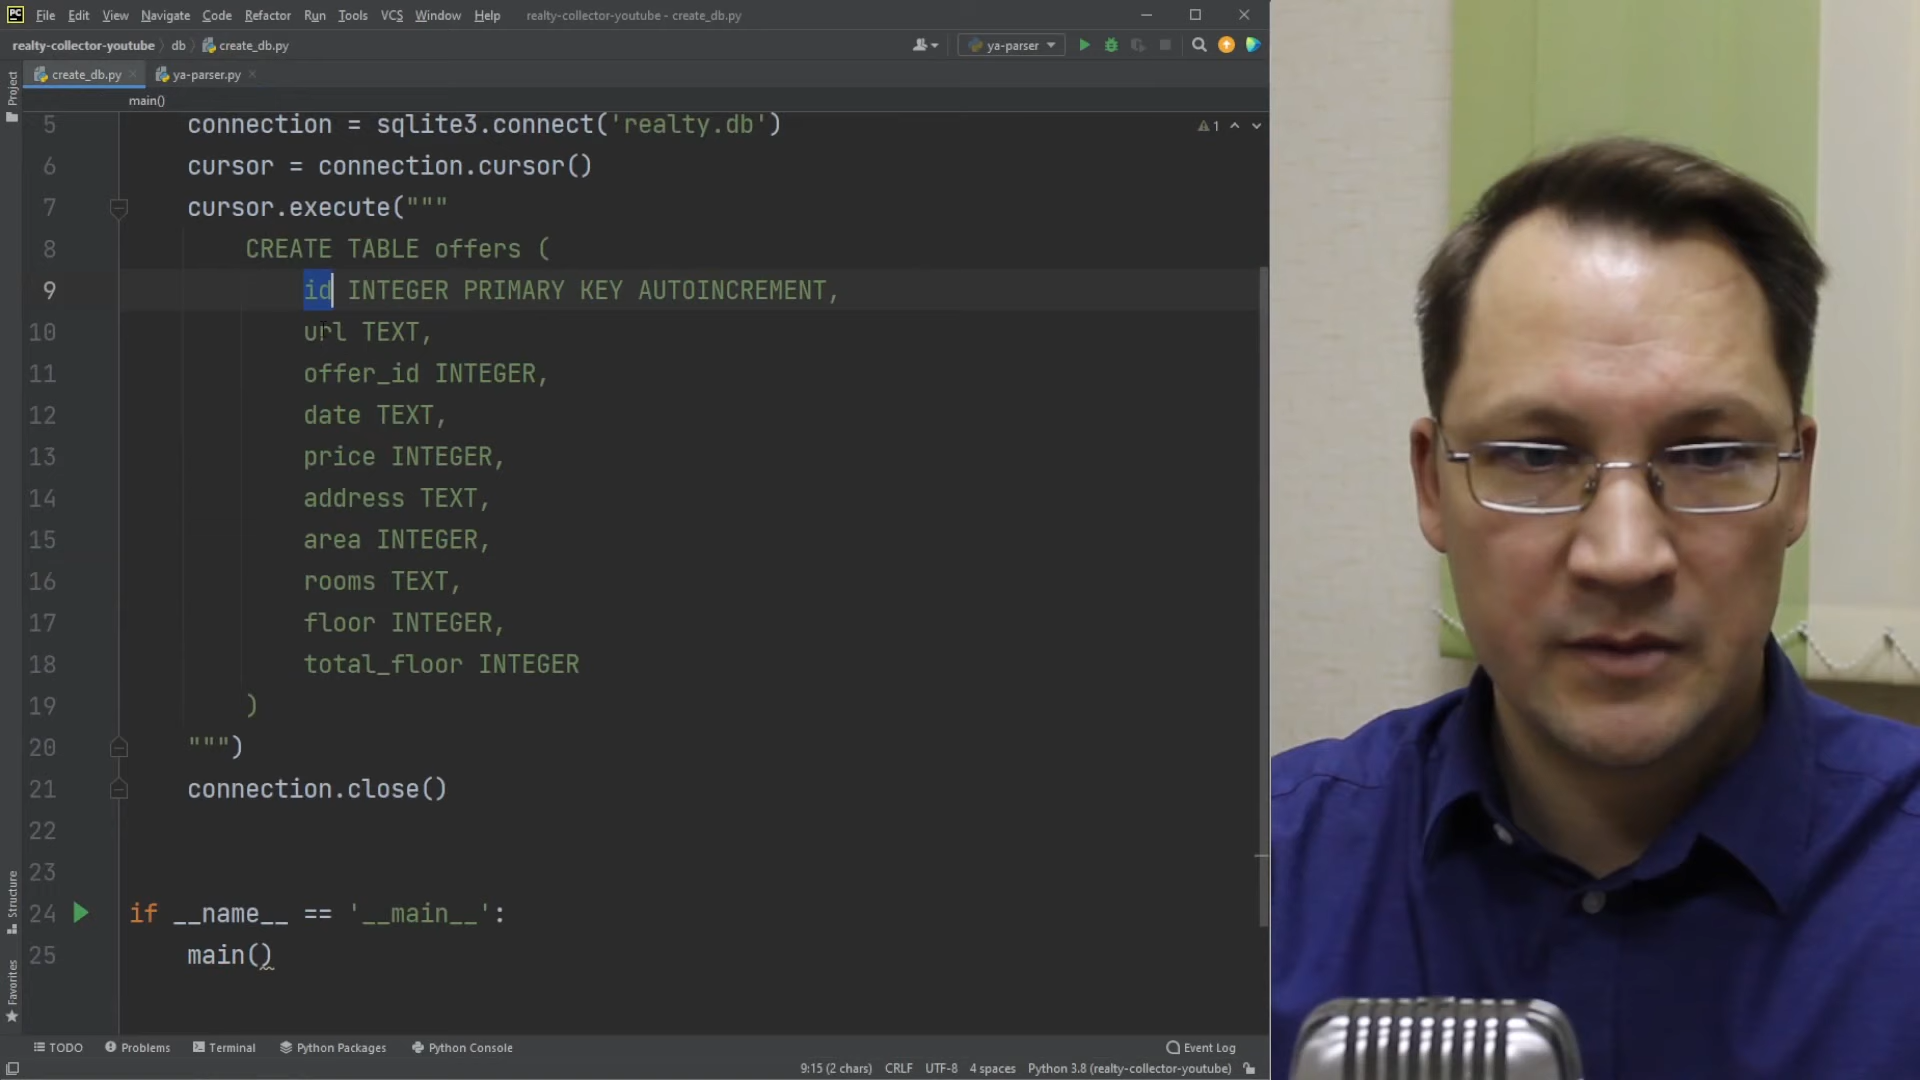 File Edit View Navigate Code Refactor Run Tools VCS Window Help realty-collector-youtube - create_db.py
realty-collector-youtube db create_db.py ya-parser
create_db.py ya-parser.py
main()
Project
5 connection = sqlite3.connect('realty.db') 1
6 cursor = connection.cursor()
7 cursor.execute("""
8 CREATE TABLE offers (
9 id INTEGER PRIMARY KEY AUTOINCREMENT,
10 url TEXT,
11 offer_id INTEGER,
12 date TEXT,
13 price INTEGER,
14 address TEXT,
15 area INTEGER,
16 rooms TEXT,
17 floor INTEGER,
18 total_floor INTEGER
19 )
20 """)
21 connection.close()
22
23
24 if __name__ == '__main__':
25 main()
Structure
Favorites
TODO Problems Terminal Python Packages Python Console Event Log
9:15 (2 chars) CRLF UTF-8 4 spaces Python 3.8 (realty-collector-youtube)